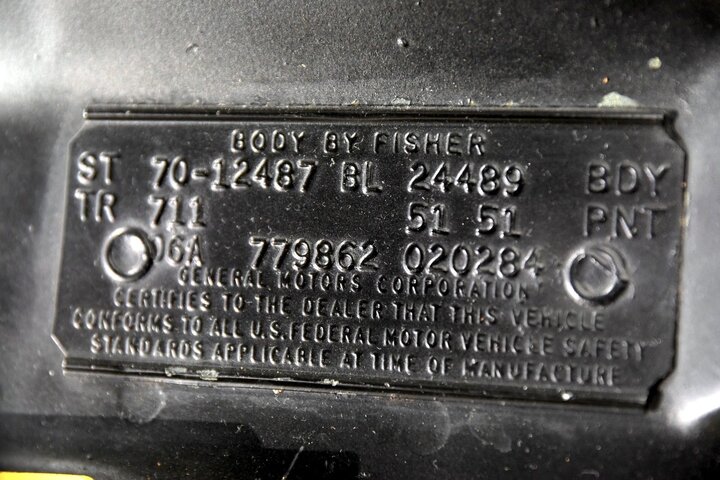 BODY BY FISHER
ST 70-12487 BL 24489 BDY
TR 711 51 51 PNT
06A 779862 020284
GENERAL MOTORS CORPORATION
CERTIFIES TO THE DEALER THAT THIS VEHICLE
CONFORMS TO ALL U.S. FEDERAL MOTOR VEHICLE SAFETY
STANDARDS APPLICABLE AT TIME OF MANUFACTURE